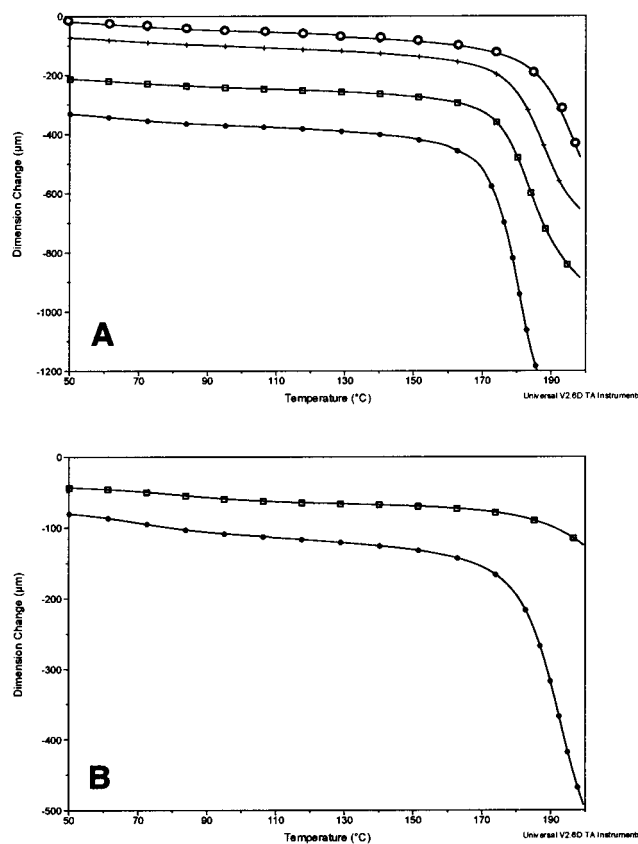 0
-200
-400
-600
-800
-1000
-1200
Dimension Change (µm)
A
50 70 90 110 130 150 170 190
Temperature (°C)
Universal V2.6D TA Instruments
0
-100
-200
-300
-400
-500
Dimension Change (µm)
B
50 70 90 110 130 150 170 190
Temperature (°C)
Universal V2.6D TA Instruments